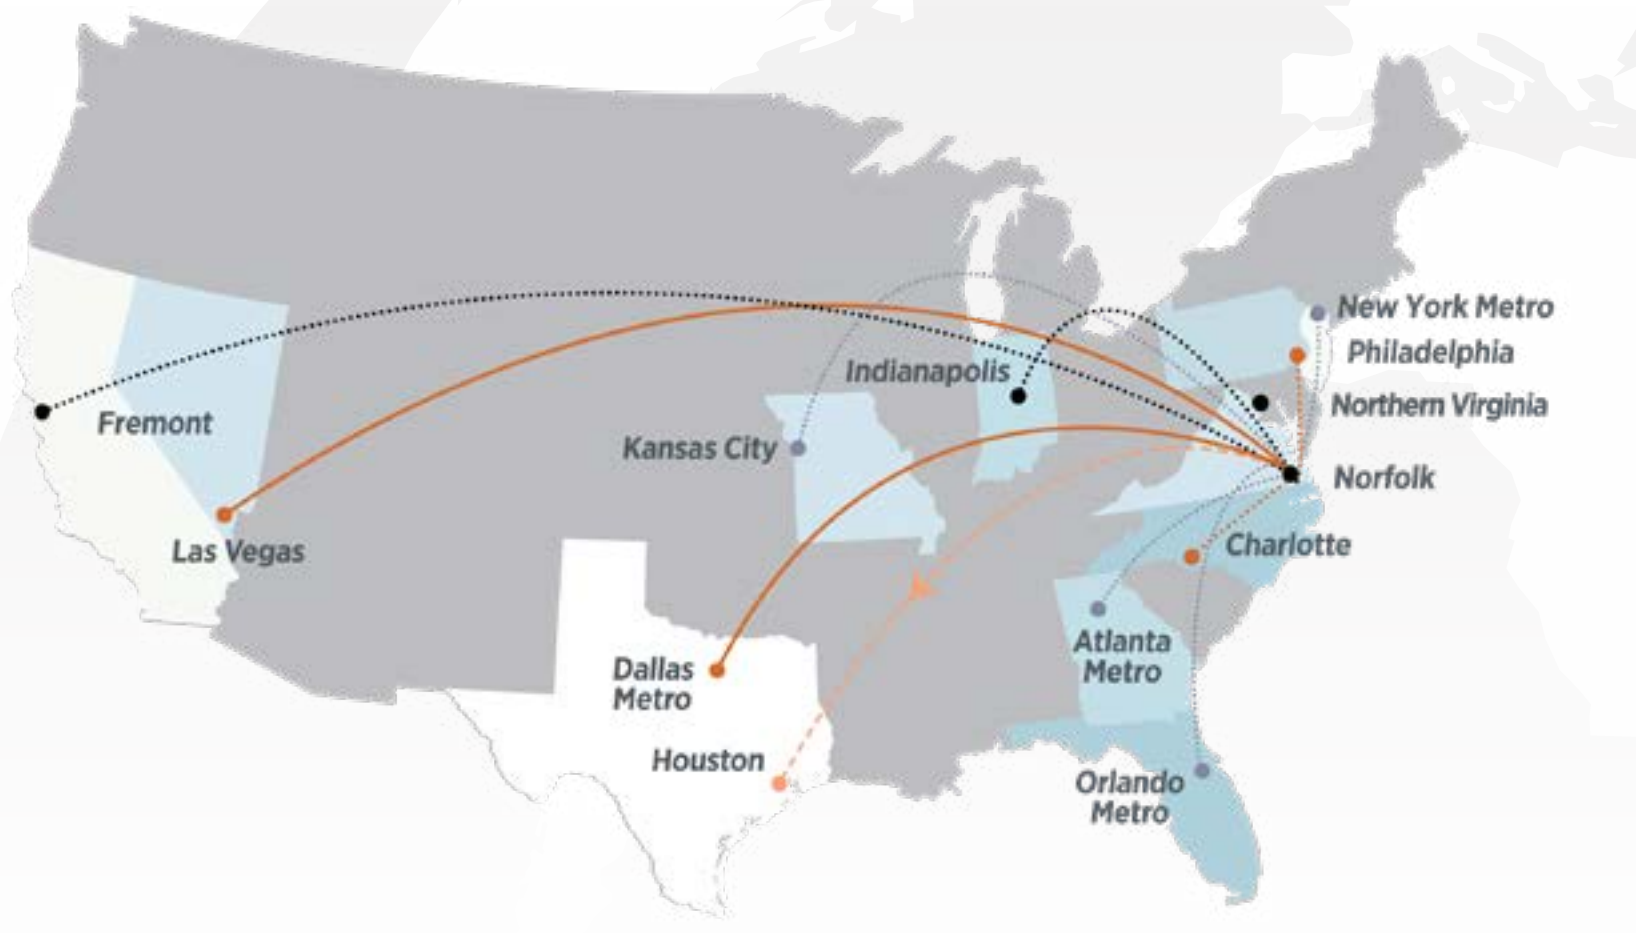 New York Metro
Philadelphia
Indianapolis
Northern Virginia
Fremont
Kansas City
Norfolk
Las Vegas
Charlotte
Atlanta
Metro
Dallas
Metro
Houston
Orlando
Metro